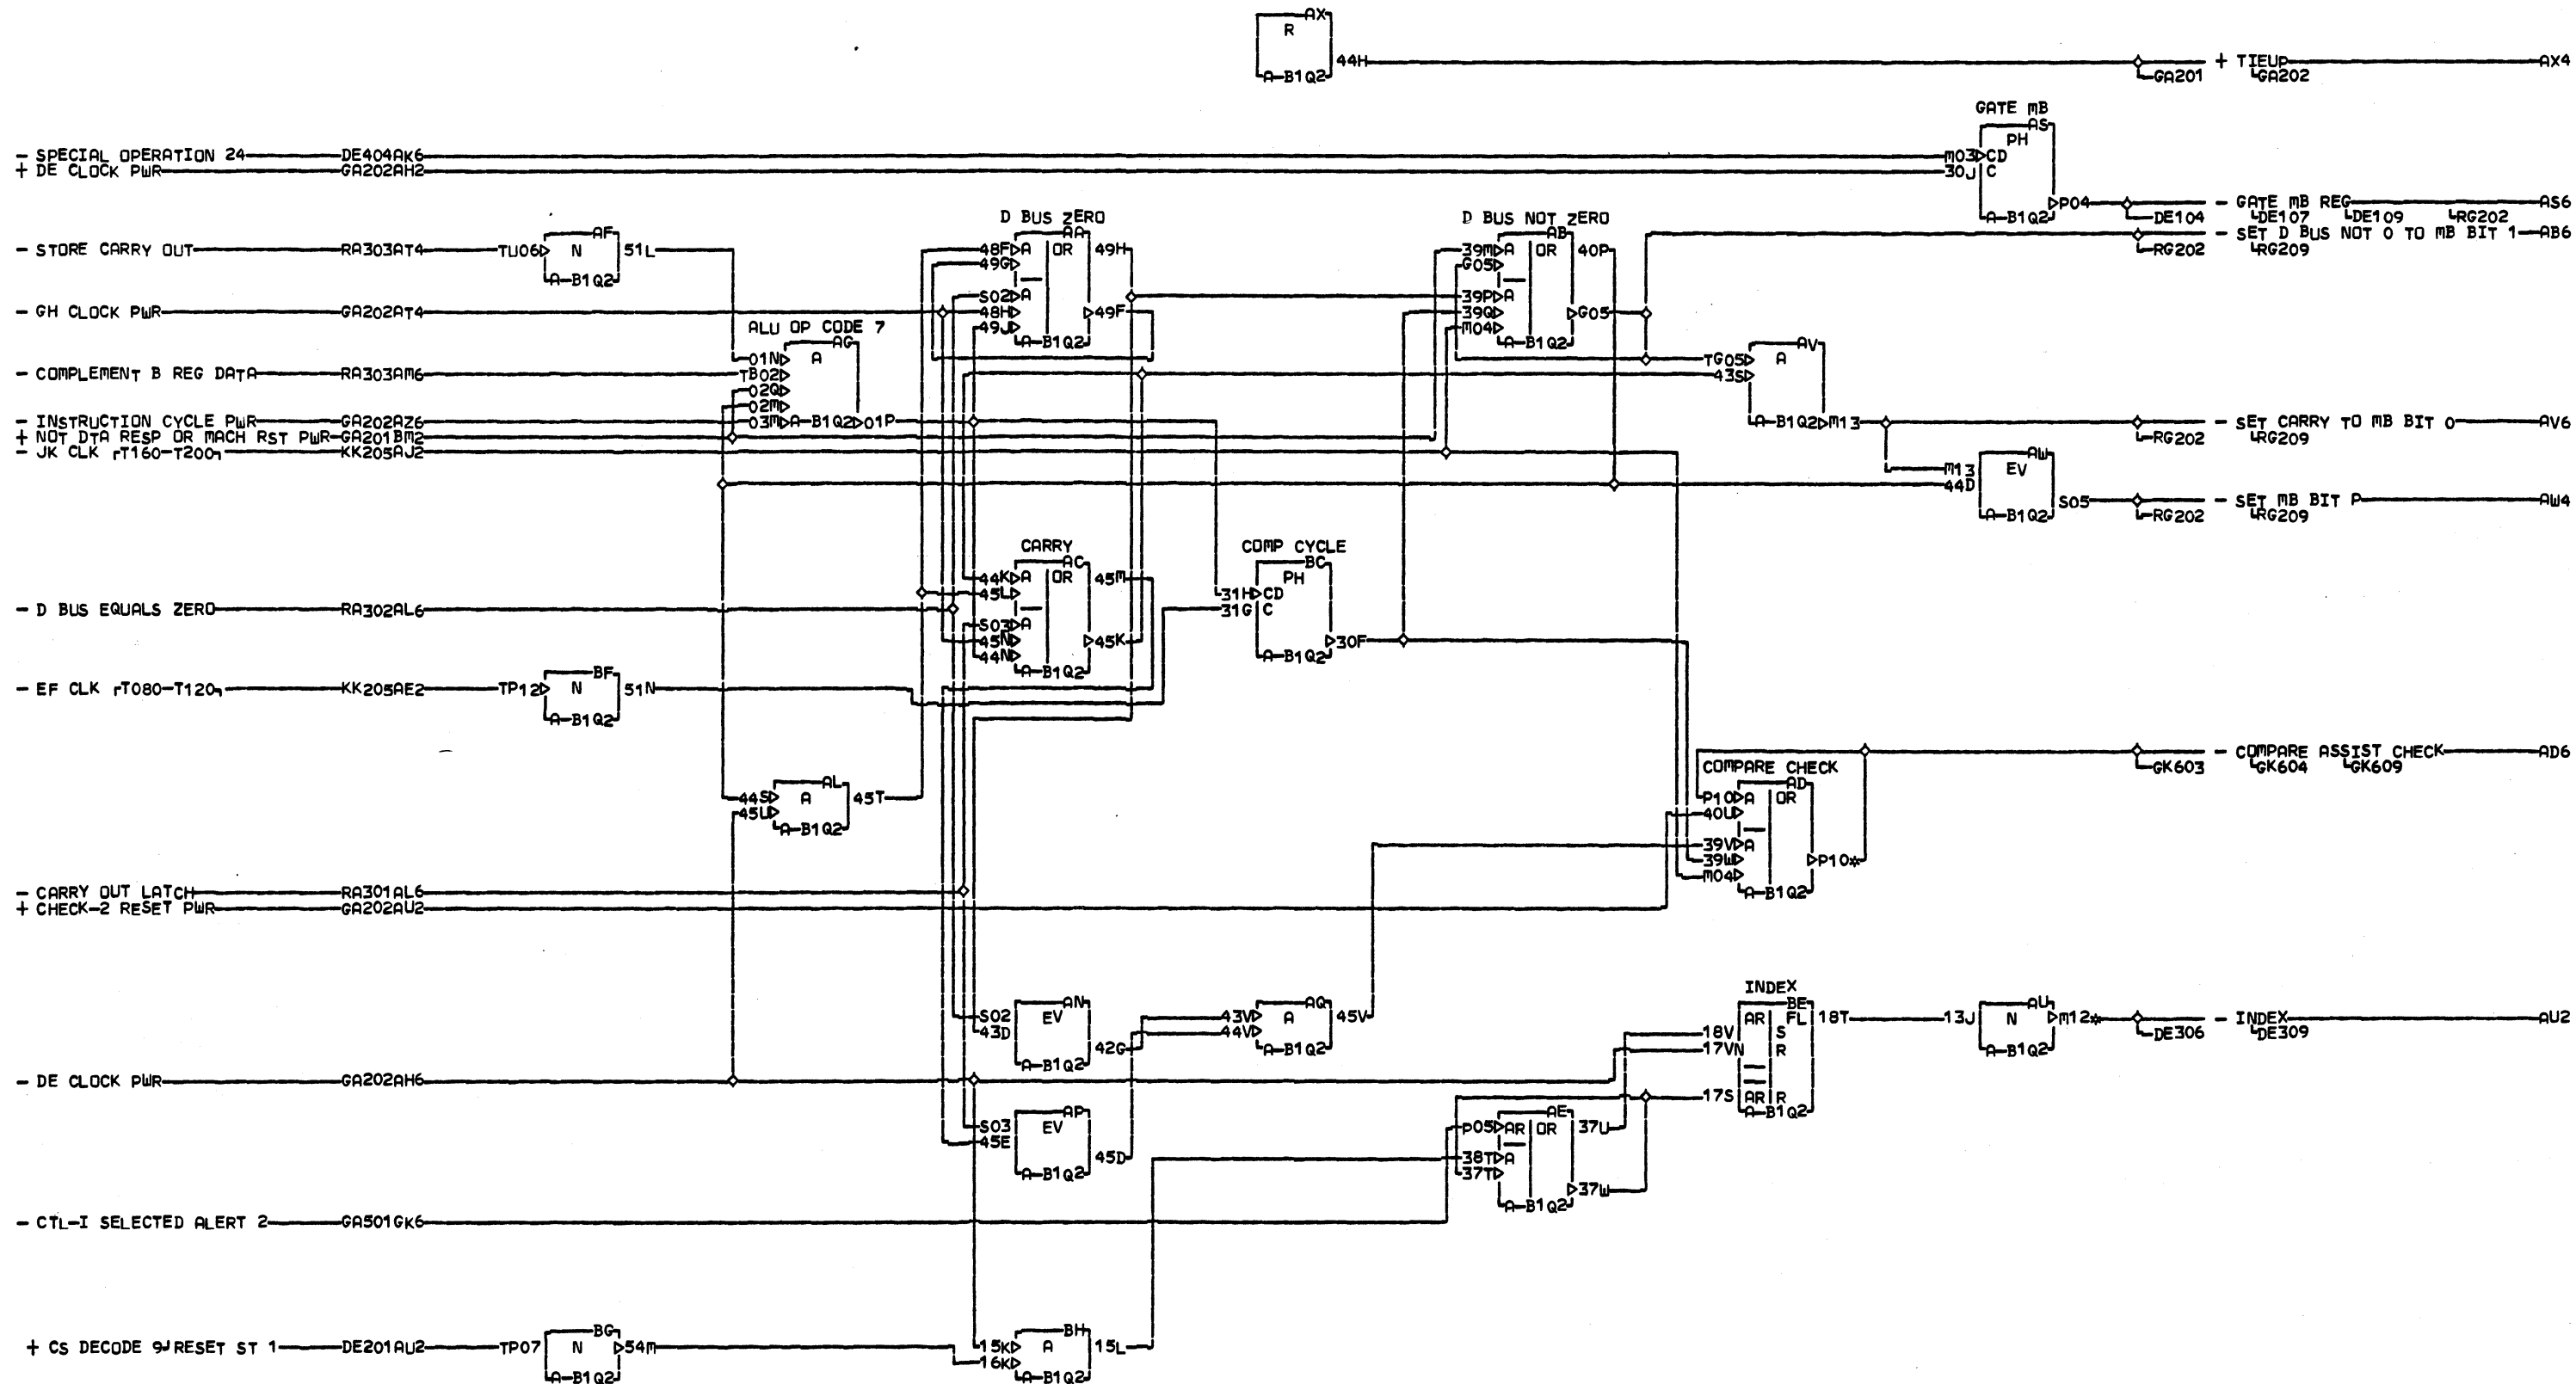 AX
R
44H
A-B1Q2
+ TIEUP
AX4
GA201
GA202
GATE MB
AS
PH
- SPECIAL OPERATION 24 DE404AK6
M03 CD
+ DE CLOCK PWR GA202AH2
30J C
A-B1Q2
P04
- GATE MB REG
AS6
DE104
DE107
DE109
RG202
- SET D BUS NOT 0 TO MB BIT 1 AB6
RG202
RG209
- STORE CARRY OUT RA303AT4
TU06
AF
N
51L
A-B1Q2
D BUS ZERO
AA
48F A OR 49H
49G
S02 A
48H
49J
49F
A-B1Q2
D BUS NOT ZERO
AB
39M A OR 40P
G05
39P A
39Q
M04
G05
A-B1Q2
- GH CLOCK PWR GA202AT4
ALU OP CODE 7
AG
01N A
- COMPLEMENT B REG DATA RA303AM6
TB02
02Q
02M
- INSTRUCTION CYCLE PWR GA202AZ6
03M A-B1Q2 01P
+ NOT DTA RESP OR MACH RST PWR GA201BM2
- JK CLK ┌T160-T200┐ KK205AJ2
AV
TG05 A
43S
A-B1Q2 M13
- SET CARRY TO MB BIT 0 AV6
RG202
RG209
AW
M13 EV
44D
S05
A-B1Q2
- SET MB BIT P AW4
RG202
RG209
CARRY
AC
44K A OR 45M
45L
S03 A
45N
44N
45K
A-B1Q2
COMP CYCLE
BC
PH
31H CD
31G C
30F
A-B1Q2
- D BUS EQUALS ZERO RA302AL6
- EF CLK ┌T080-T120┐ KK205AE2
TP12
BF
N
51N
A-B1Q2
AL
44S A 45T
45U
A-B1Q2
COMPARE CHECK
AD
P10 A OR
40U
39V A
39W
M04
P10*
A-B1Q2
- COMPARE ASSIST CHECK AD6
GK603
GK604
GK609
- CARRY OUT LATCH RA301AL6
+ CHECK-2 RESET PWR GA202AU2
AN
S02 EV
43D
42G
A-B1Q2
AQ
43V A 45V
44V
A-B1Q2
INDEX
BE
AR FL 18T
18V S
17V N R
17S AR R
A-B1Q2
13J
AU
N
M12*
A-B1Q2
- INDEX AU2
DE306
DE309
- DE CLOCK PWR GA202AH6
AP
S03 EV
45E
45D
A-B1Q2
AE
P05 AR OR 37U
38T A
37T
37W
A-B1Q2
- CTL-I SELECTED ALERT 2 GA501GK6
+ CS DECODE 9┘RESET ST 1 DE201AU2
TP07
BG
N
54M
A-B1Q2
BH
15K A 15L
16K
A-B1Q2